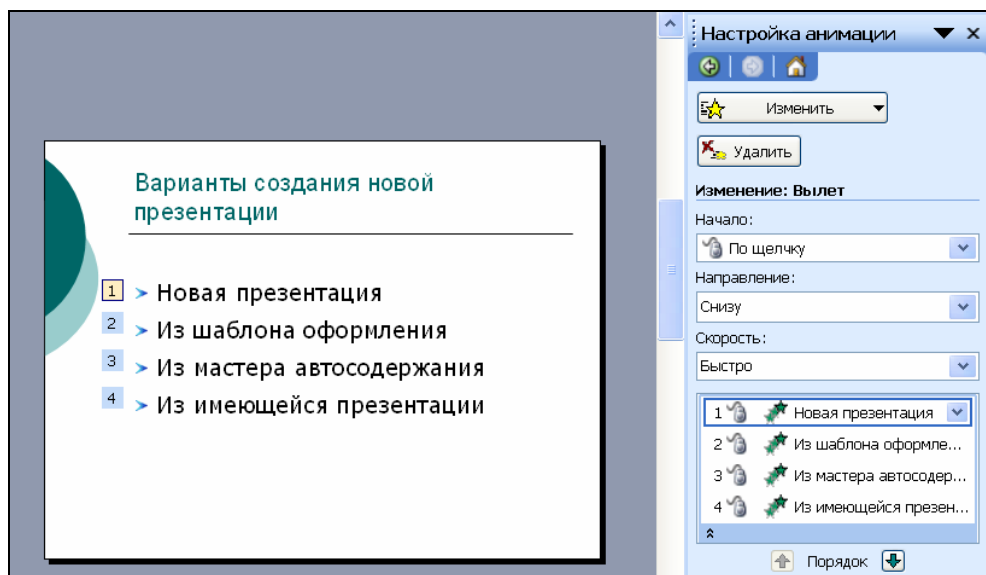 Варианты создания новой
презентации
1 ➢ Новая презентация
2 ➢ Из шаблона оформления
3 ➢ Из мастера автосодержания
4 ➢ Из имеющейся презентации
Настройка анимации
Изменить
Удалить
Изменение: Вылет
Начало:
По щелчку
Направление:
Снизу
Скорость:
Быстро
1 Новая презентация
2 Из шаблона оформле...
3 Из мастера автосодер...
4 Из имеющейся презен...
Порядок